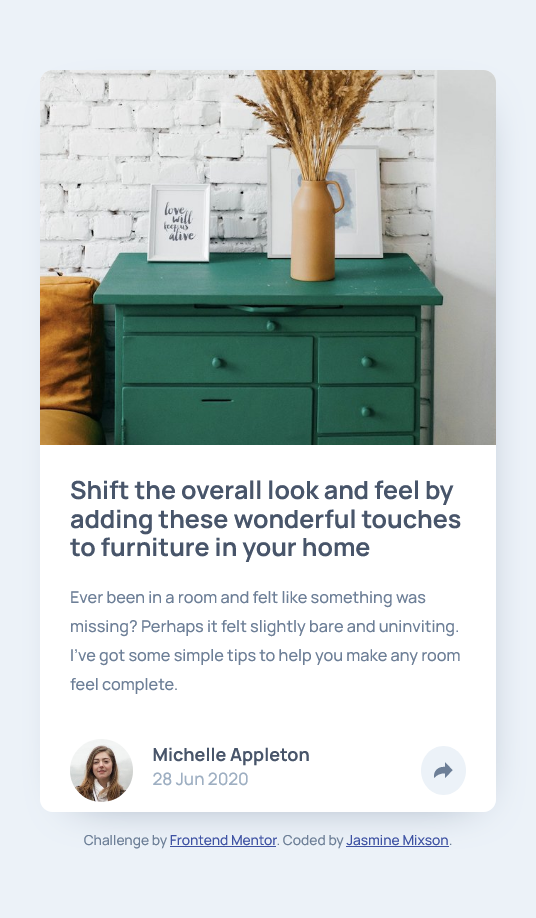 love
will
keep us
alive
Shift the overall look and feel by
adding these wonderful touches
to furniture in your home
Ever been in a room and felt like something was
missing? Perhaps it felt slightly bare and uninviting.
I’ve got some simple tips to help you make any room
feel complete.
Michelle Appleton
28 Jun 2020
Challenge by Frontend Mentor. Coded by Jasmine Mixson.